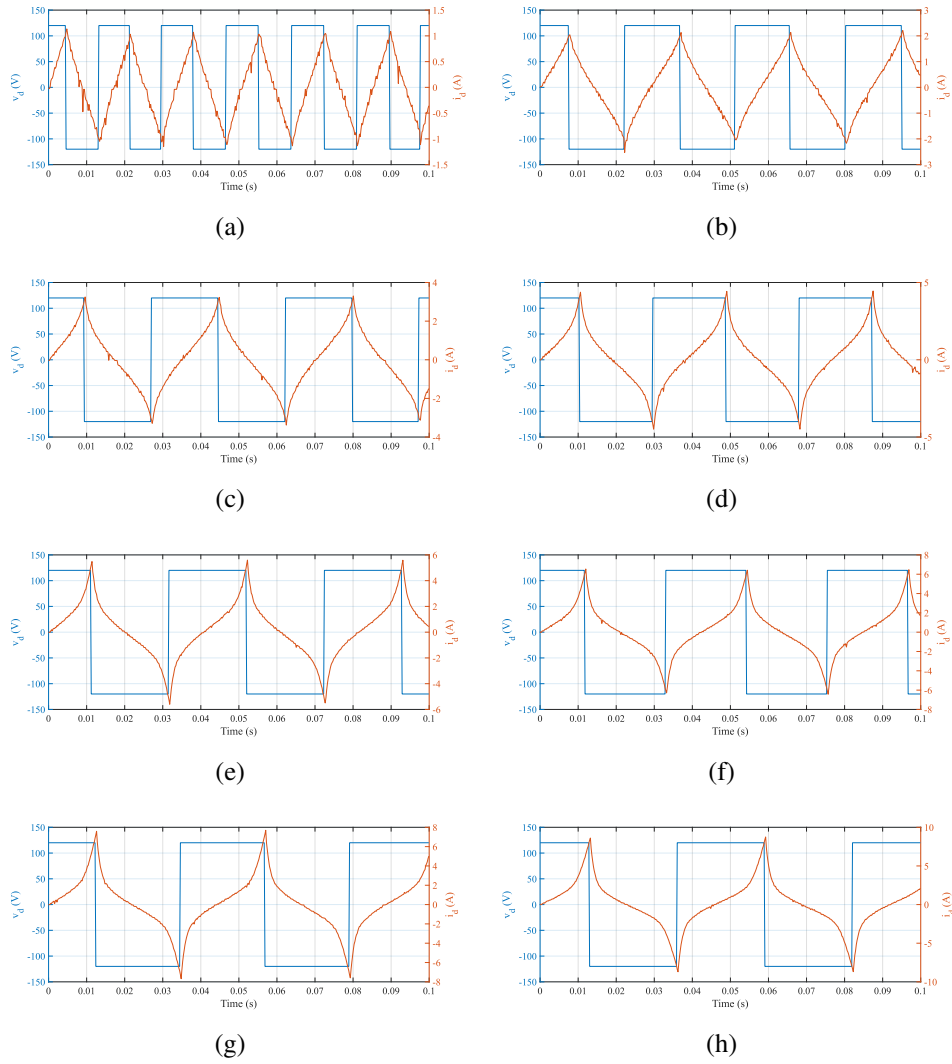 150 100 50 0 -50 -100 -150
v_d (V)
1.5 1 0.5 0 -0.5 -1 -1.5
i_d (A)
0 0.01 0.02 0.03 0.04 0.05 0.06 0.07 0.08 0.09 0.1
Time (s)
(a)
150 100 50 0 -50 -100 -150
v_d (V)
3 2 1 0 -1 -2 -3
i_d (A)
0 0.01 0.02 0.03 0.04 0.05 0.06 0.07 0.08 0.09 0.1
Time (s)
(b)
150 100 50 0 -50 -100 -150
v_d (V)
4 2 0 -2 -4
i_d (A)
0 0.01 0.02 0.03 0.04 0.05 0.06 0.07 0.08 0.09 0.1
Time (s)
(c)
150 100 50 0 -50 -100 -150
v_d (V)
5 0 -5
i_d (A)
0 0.01 0.02 0.03 0.04 0.05 0.06 0.07 0.08 0.09 0.1
Time (s)
(d)
150 100 50 0 -50 -100 -150
v_d (V)
6 4 2 0 -2 -4 -6
i_p (A)
0 0.01 0.02 0.03 0.04 0.05 0.06 0.07 0.08 0.09 0.1
Time (s)
(e)
150 100 50 0 -50 -100 -150
v_d (V)
8 6 4 2 0 -2 -4 -6 -8
i_d (A)
0 0.01 0.02 0.03 0.04 0.05 0.06 0.07 0.08 0.09 0.1
Time (s)
(f)
150 100 50 0 -50 -100 -150
v_d (V)
8 6 4 2 0 -2 -4 -6 -8
i_d (A)
0 0.01 0.02 0.03 0.04 0.05 0.06 0.07 0.08 0.09 0.1
Time (s)
(g)
150 100 50 0 -50 -100 -150
v_d (V)
10 5 0 -5 -10
i_d (A)
0 0.01 0.02 0.03 0.04 0.05 0.06 0.07 0.08 0.09 0.1
Time (s)
(h)